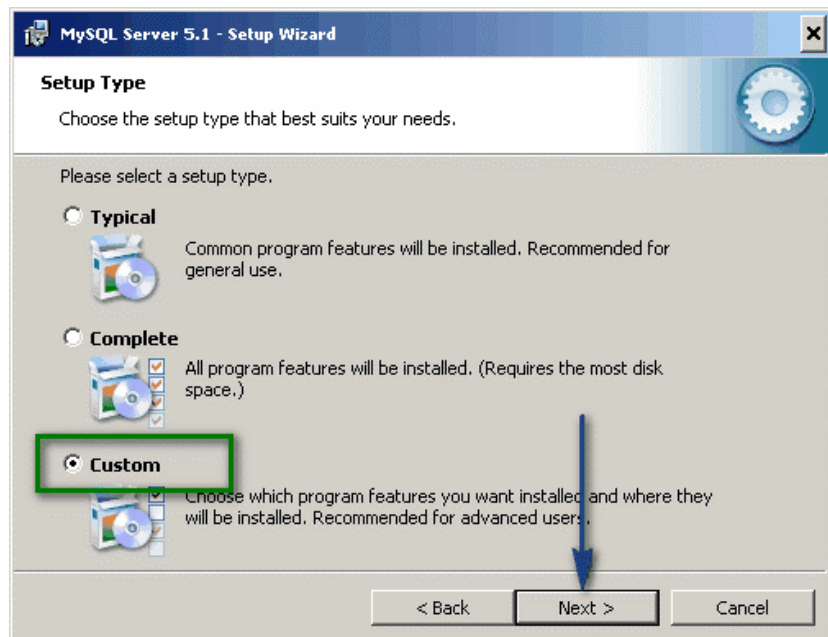 MySQL Server 5.1 - Setup Wizard
Setup Type
Choose the setup type that best suits your needs.
Please select a setup type.
Typical
Common program features will be installed. Recommended for
general use.
Complete
All program features will be installed. (Requires the most disk
space.)
Custom
Choose which program features you want installed and where they
will be installed. Recommended for advanced users.
< Back
Next >
Cancel